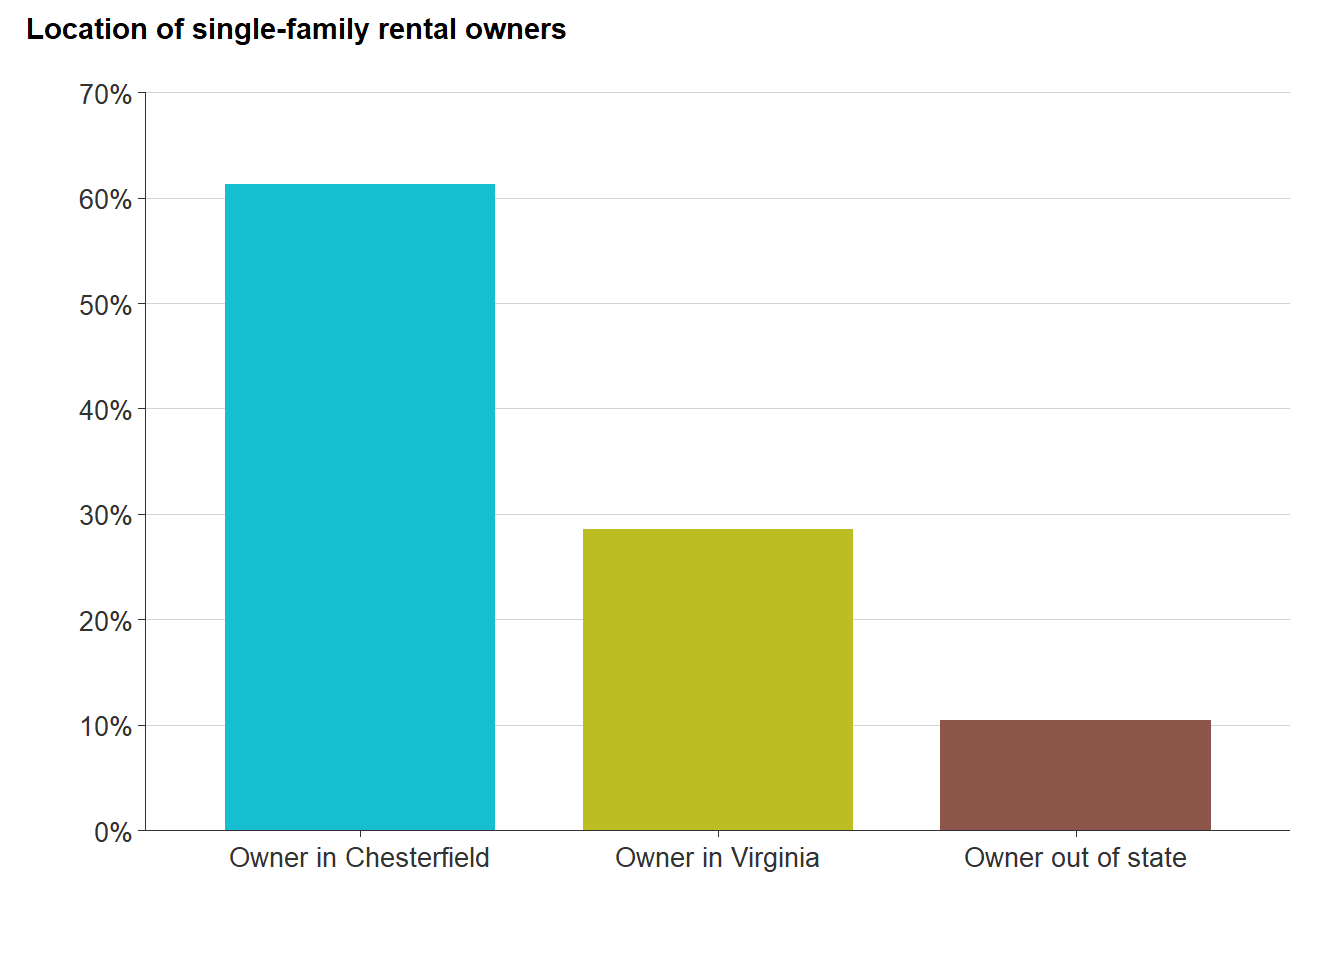 Location of single-family rental owners
70%
60%
50%
40%
30%
20%
10%
0%
Owner in Chesterfield
Owner in Virginia
Owner out of state